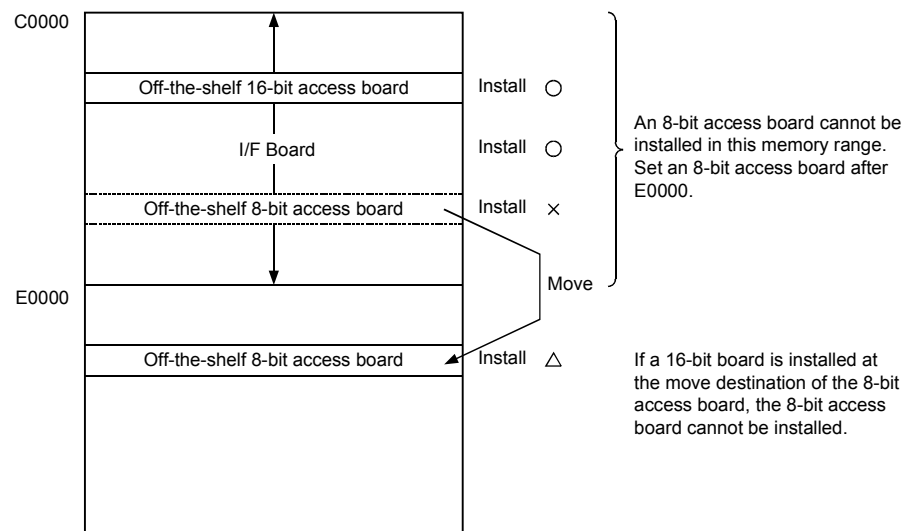 C0000
Off-the-shelf 16-bit access board
Install ○
I/F Board
Install ○
An 8-bit access board cannot be
installed in this memory range.
Set an 8-bit access board after
E0000.
Off-the-shelf 8-bit access board
Install ×
Move
E0000
Off-the-shelf 8-bit access board
Install △
If a 16-bit board is installed at
the move destination of the 8-bit
access board, the 8-bit access
board cannot be installed.